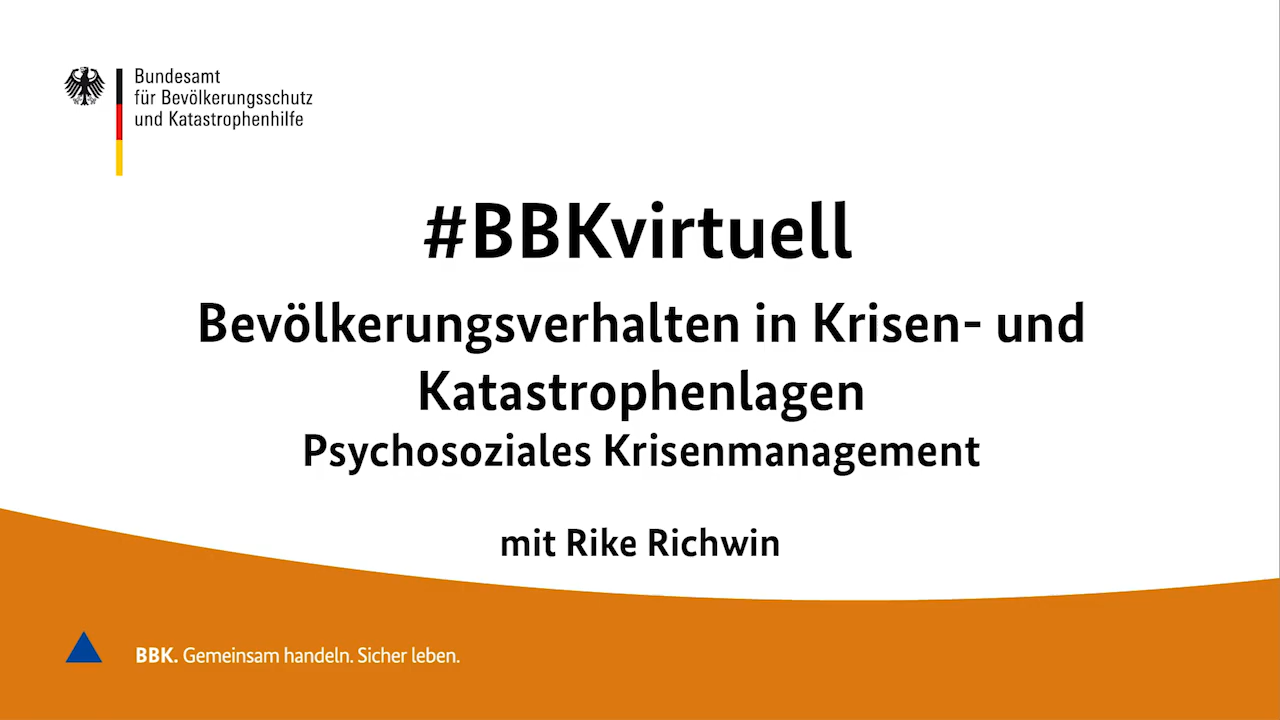 Bundesamt
für Bevölkerungsschutz
und Katastrophenhilfe
#BBKvirtuell
Bevölkerungsverhalten in Krisen- und
Katastrophenlagen
Psychosoziales Krisenmanagement
mit Rike Richwin
BBK. Gemeinsam handeln. Sicher leben.